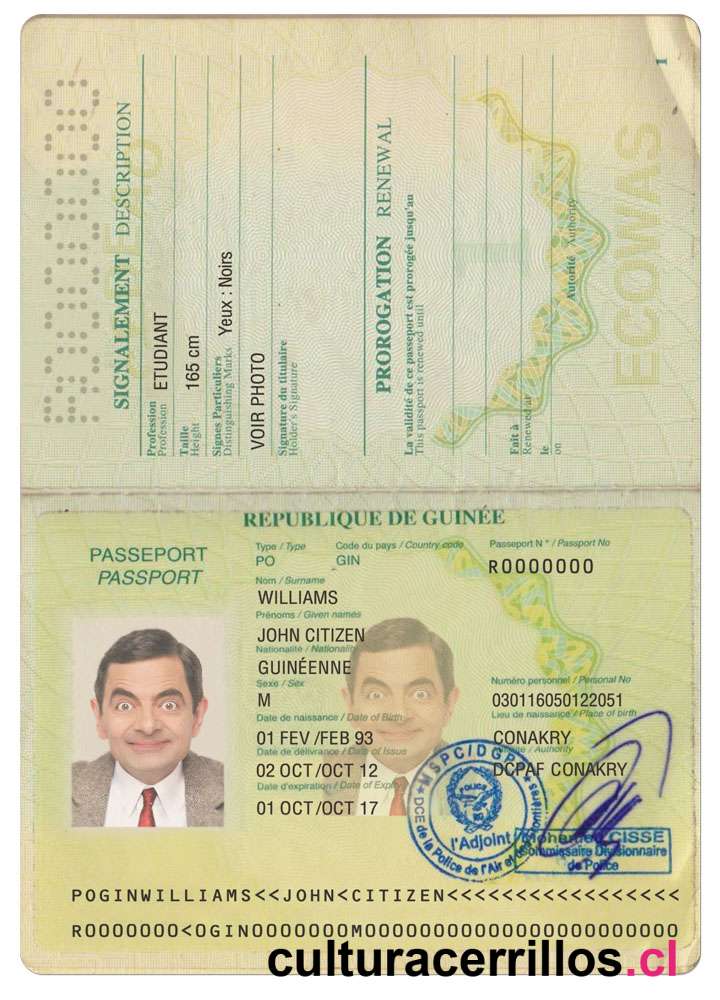 SIGNALEMENT DESCRIPTION
Profession
Profession
ETUDIANT
Taille
Height
165 cm
Signes Particuliers
Distinguishing Marks
Yeux : Noirs
VOIR PHOTO
Signature du titulaire
Holder's Signature
PROROGATION RENEWAL
La validité de ce passeport est prorogée jusqu'au
This passport is renewed until
Fait à
Renewed at
le
on
Autorité Authority
ECOWAS
1
REPUBLIQUE DE GUINÉE
PASSEPORT
PASSPORT
Type / Type Code du pays / Country code Passeport N° / Passport No
PO GIN R0000000
Nom / Surname
WILLIAMS
Prénoms / Given names
JOHN CITIZEN
Nationalité / Nationality
GUINÉENNE
Sexe / Sex Numéro personnel / Personal No
M 030116050122051
Date de naissance / Date of Birth Lieu de naissance / Place of birth
01 FEV /FEB 93 CONAKRY
Date de délivrance / Date of Issue Authority
02 OCT /OCT 12 DCPAF CONAKRY
Date d'expiration / Date of Expiry
01 OCT /OCT 17
MSPC/DGPN
DCE de la Police de l'Air et des Frontières
POLICE
l'Adjoint
Mohamed CISSE
Commissaire Divisionnaire
de Police
POGINWILLIAMS<<JOHN<CITIZEN<<<<<<<<<<<<<<<<<
R0000000<0GIN0000000M00000000000000000000000
culturacerrillos.cl